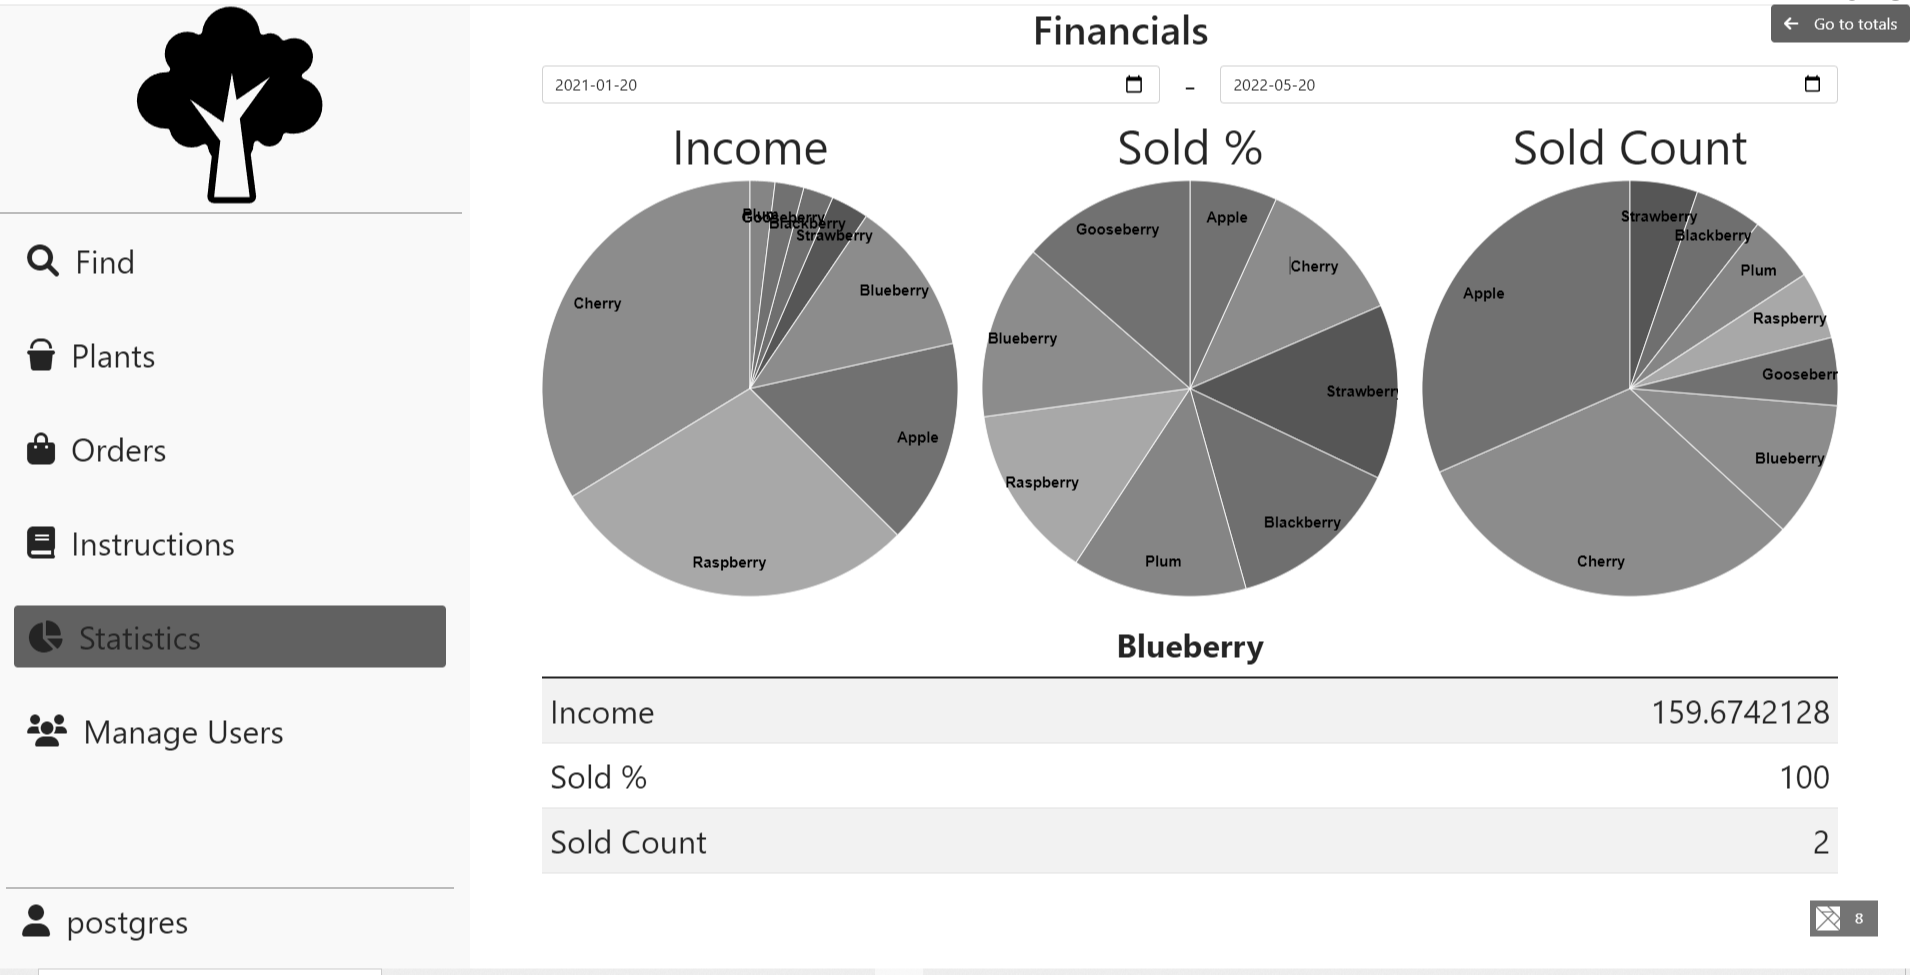 Financials
Go to totals
2021-01-20 - 2022-05-20
Income
Sold %
Sold Count
Plum
Gooseberry
Blackberry
Strawberry
Blueberry
Apple
Raspberry
Cherry
Apple
Cherry
Strawberry
Blackberry
Plum
Raspberry
Blueberry
Gooseberry
Strawberry
Blackberry
Plum
Raspberry
Gooseberr
Blueberry
Cherry
Apple
Find
Plants
Orders
Instructions
Statistics
Manage Users
postgres
Blueberry
Income 159.6742128
Sold % 100
Sold Count 2
8